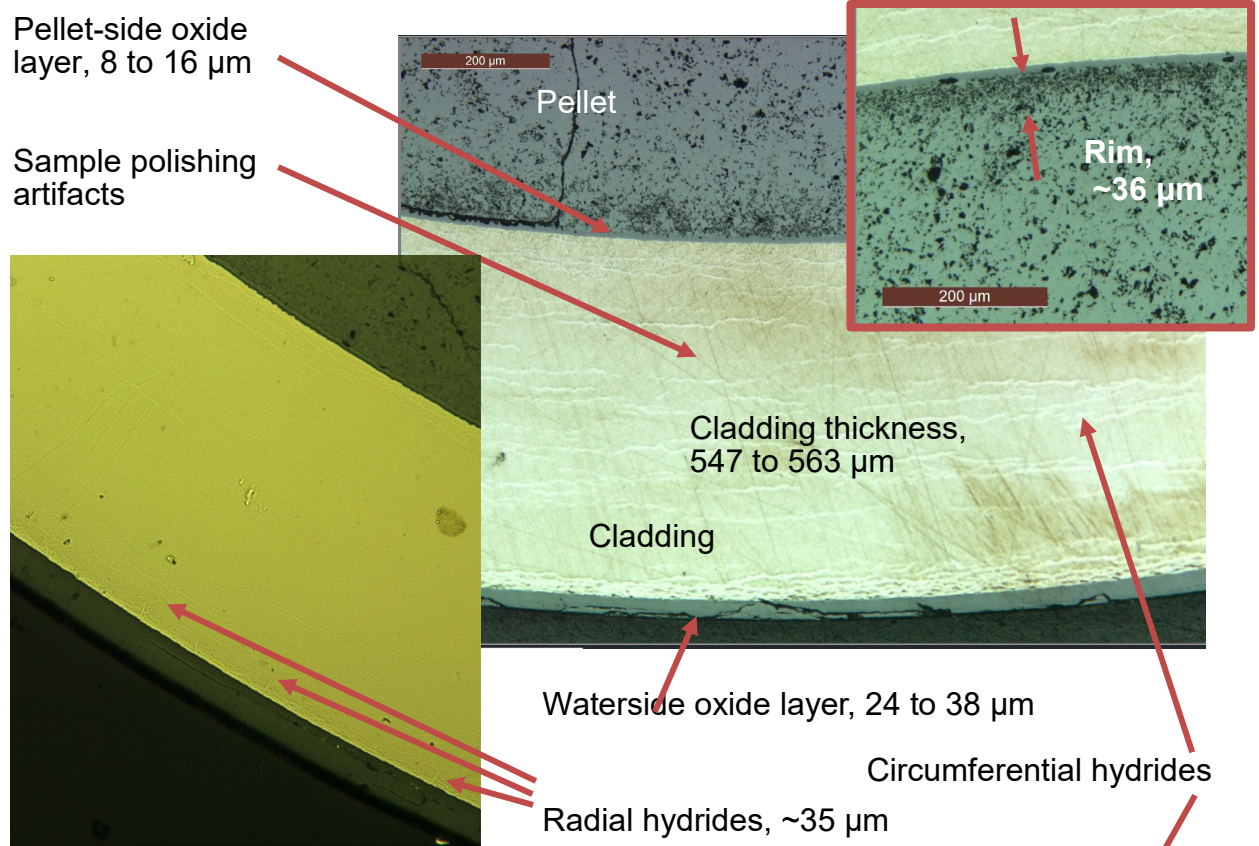 Pellet-side oxide
layer, 8 to 16 µm
200 µm
Pellet
Sample polishing
artifacts
Rim,
~36 µm
200 µm
Cladding thickness,
547 to 563 µm
Cladding
Waterside oxide layer, 24 to 38 µm
Circumferential hydrides
Radial hydrides, ~35 µm